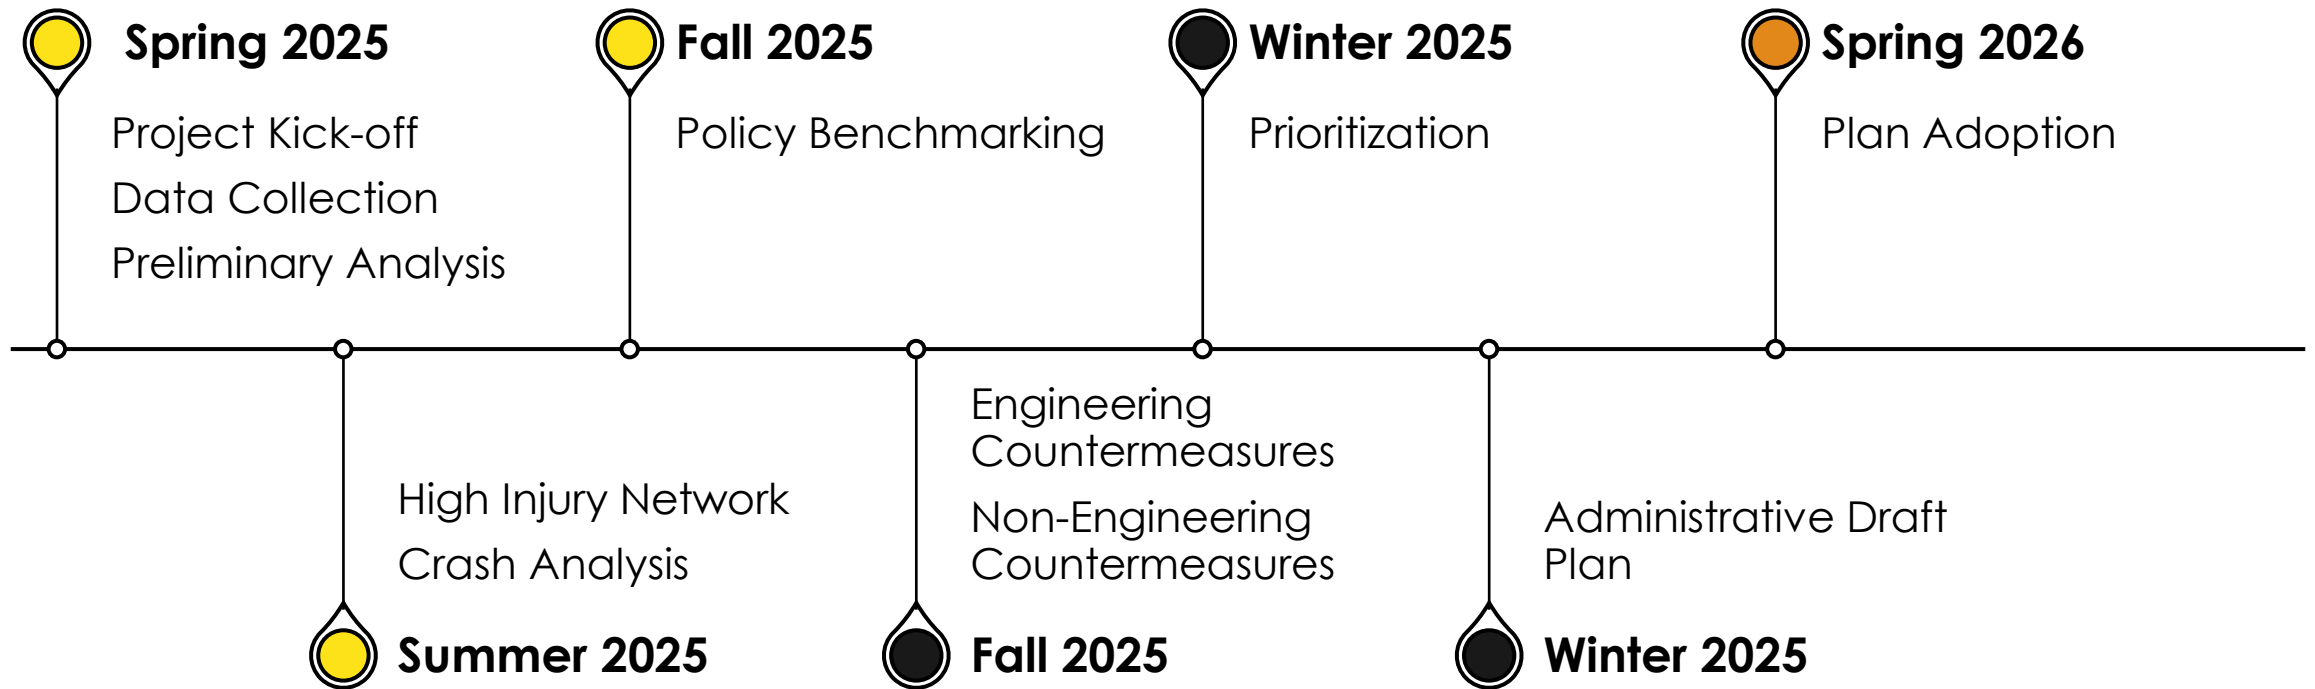 Spring 2025
Project Kick-off
Data Collection
Preliminary Analysis
High Injury Network
Crash Analysis
Summer 2025
Fall 2025
Policy Benchmarking
Engineering
Countermeasures
Non-Engineering
Countermeasures
Fall 2025
Winter 2025
Prioritization
Administrative Draft
Plan
Winter 2025
Spring 2026
Plan Adoption